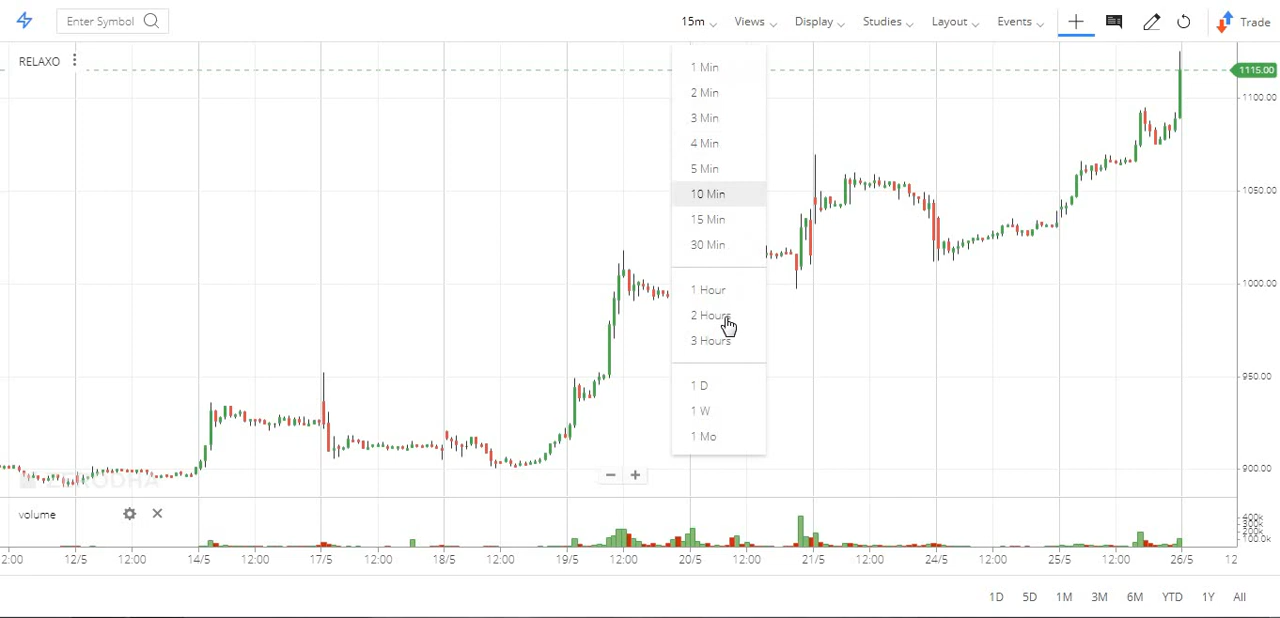 Enter Symbol 15m Views Display Studies Layout Events Trade
RELAXO
1 Min
2 Min
3 Min
4 Min
5 Min
10 Min
15 Min
30 Min
1 Hour
2 Hours
3 Hours
1 D
1 W
1 Mo
1115.00
1100.00
1050.00
1000.00
950.00
900.00
ZERODHA
volume
400k
300k
100.0k
2:00 12/5 12:00 14/5 12:00 17/5 12:00 18/5 12:00 19/5 12:00 20/5 12:00 21/5 12:00 24/5 12:00 25/5 12:00 26/5 12
1D 5D 1M 3M 6M YTD 1Y All